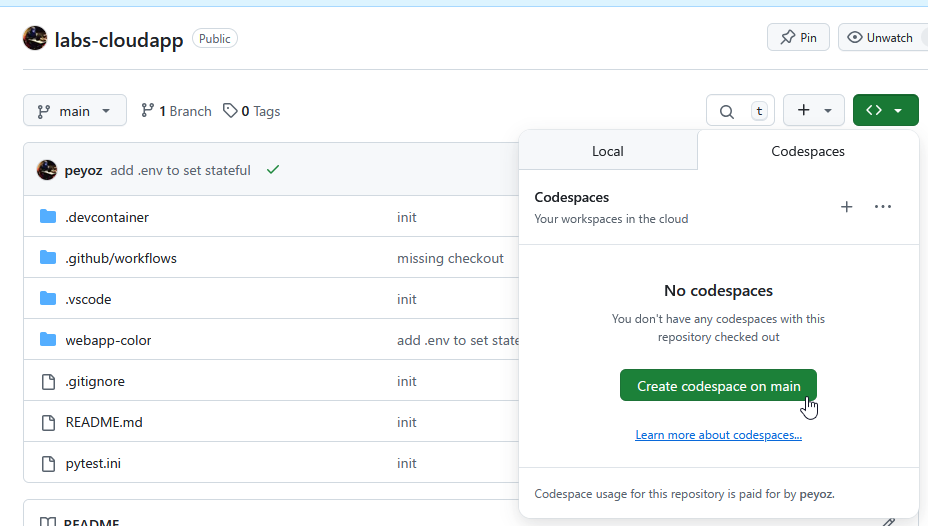 labs-cloudapp Public Pin Unwatch
main 1 Branch 0 Tags t
Local Codespaces
peyoz add .env to set stateful
Codespaces
Your workspaces in the cloud
.devcontainer init
.github/workflows missing checkout
.vscode init
webapp-color add .env to set state
.gitignore init
README.md init
pytest.ini init
No codespaces
You don't have any codespaces with this
repository checked out
Create codespace on main
Learn more about codespaces...
Codespace usage for this repository is paid for by peyoz.
README